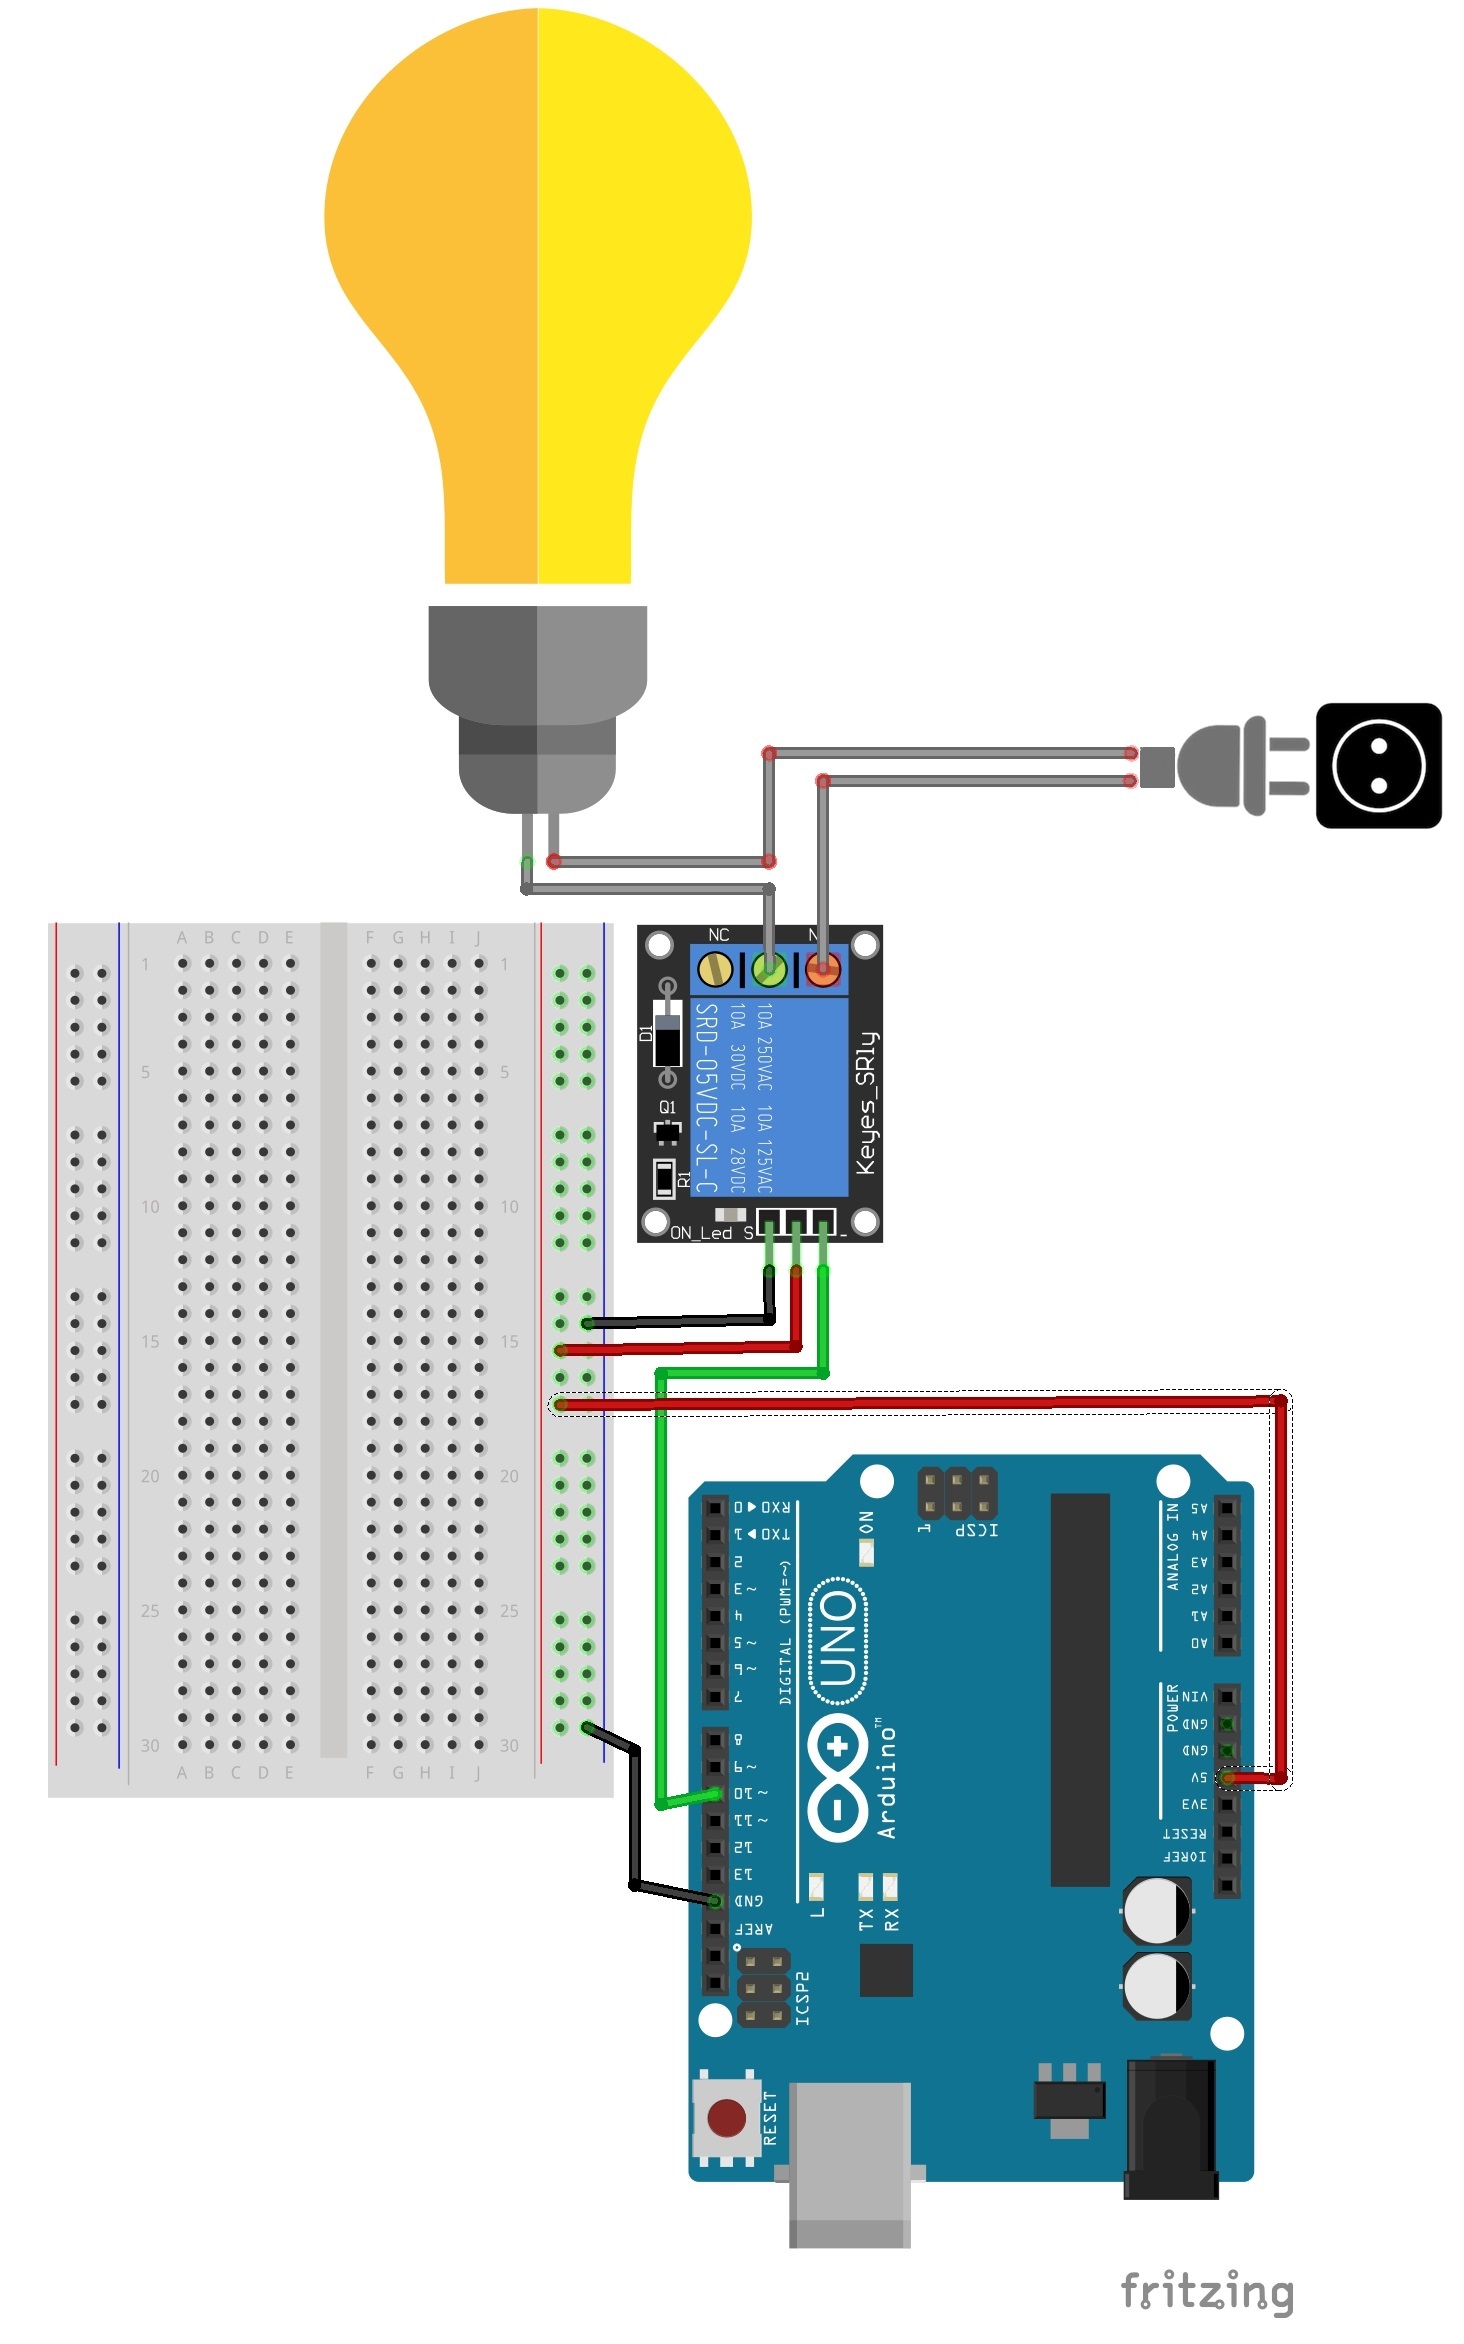 A B C D E F G H I J
1 1
5 5
10 10
15 15
20 20
25 25
30 30
A B C D E F G H I J
NC N
D1
Q1
R1
SRD-05VDC-SL-C
10A 30VDC 10A 28VDC
10A 250VAC 10A 125VAC
Keyes_SRly
ON_Led S -
RX0 ◀ 0
TX0 ◀ 1
2
~ 3
4
~ 5
~ 6
7
8
~ 9
~ 10
~ 11
12
13
GND
AREF
DIGITAL (PWM=~)
ON
1 ICSP
UNO
Arduino™
L
TX
RX
ICSP2
RESET
ANALOG IN
A5
A4
A3
A2
A1
A0
POWER
VIN
GND
GND
5V
3V3
RESET
IOREF
fritzing